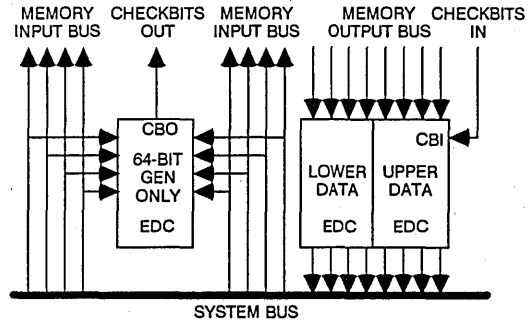 MEMORY
INPUT BUS
CHECKBITS
OUT
MEMORY
INPUT BUS
MEMORY
OUTPUT BUS
CHECKBITS
IN
CBO
64-BIT
GEN
ONLY
EDC
CBI
LOWER
DATA
EDC
UPPER
DATA
EDC
SYSTEM BUS